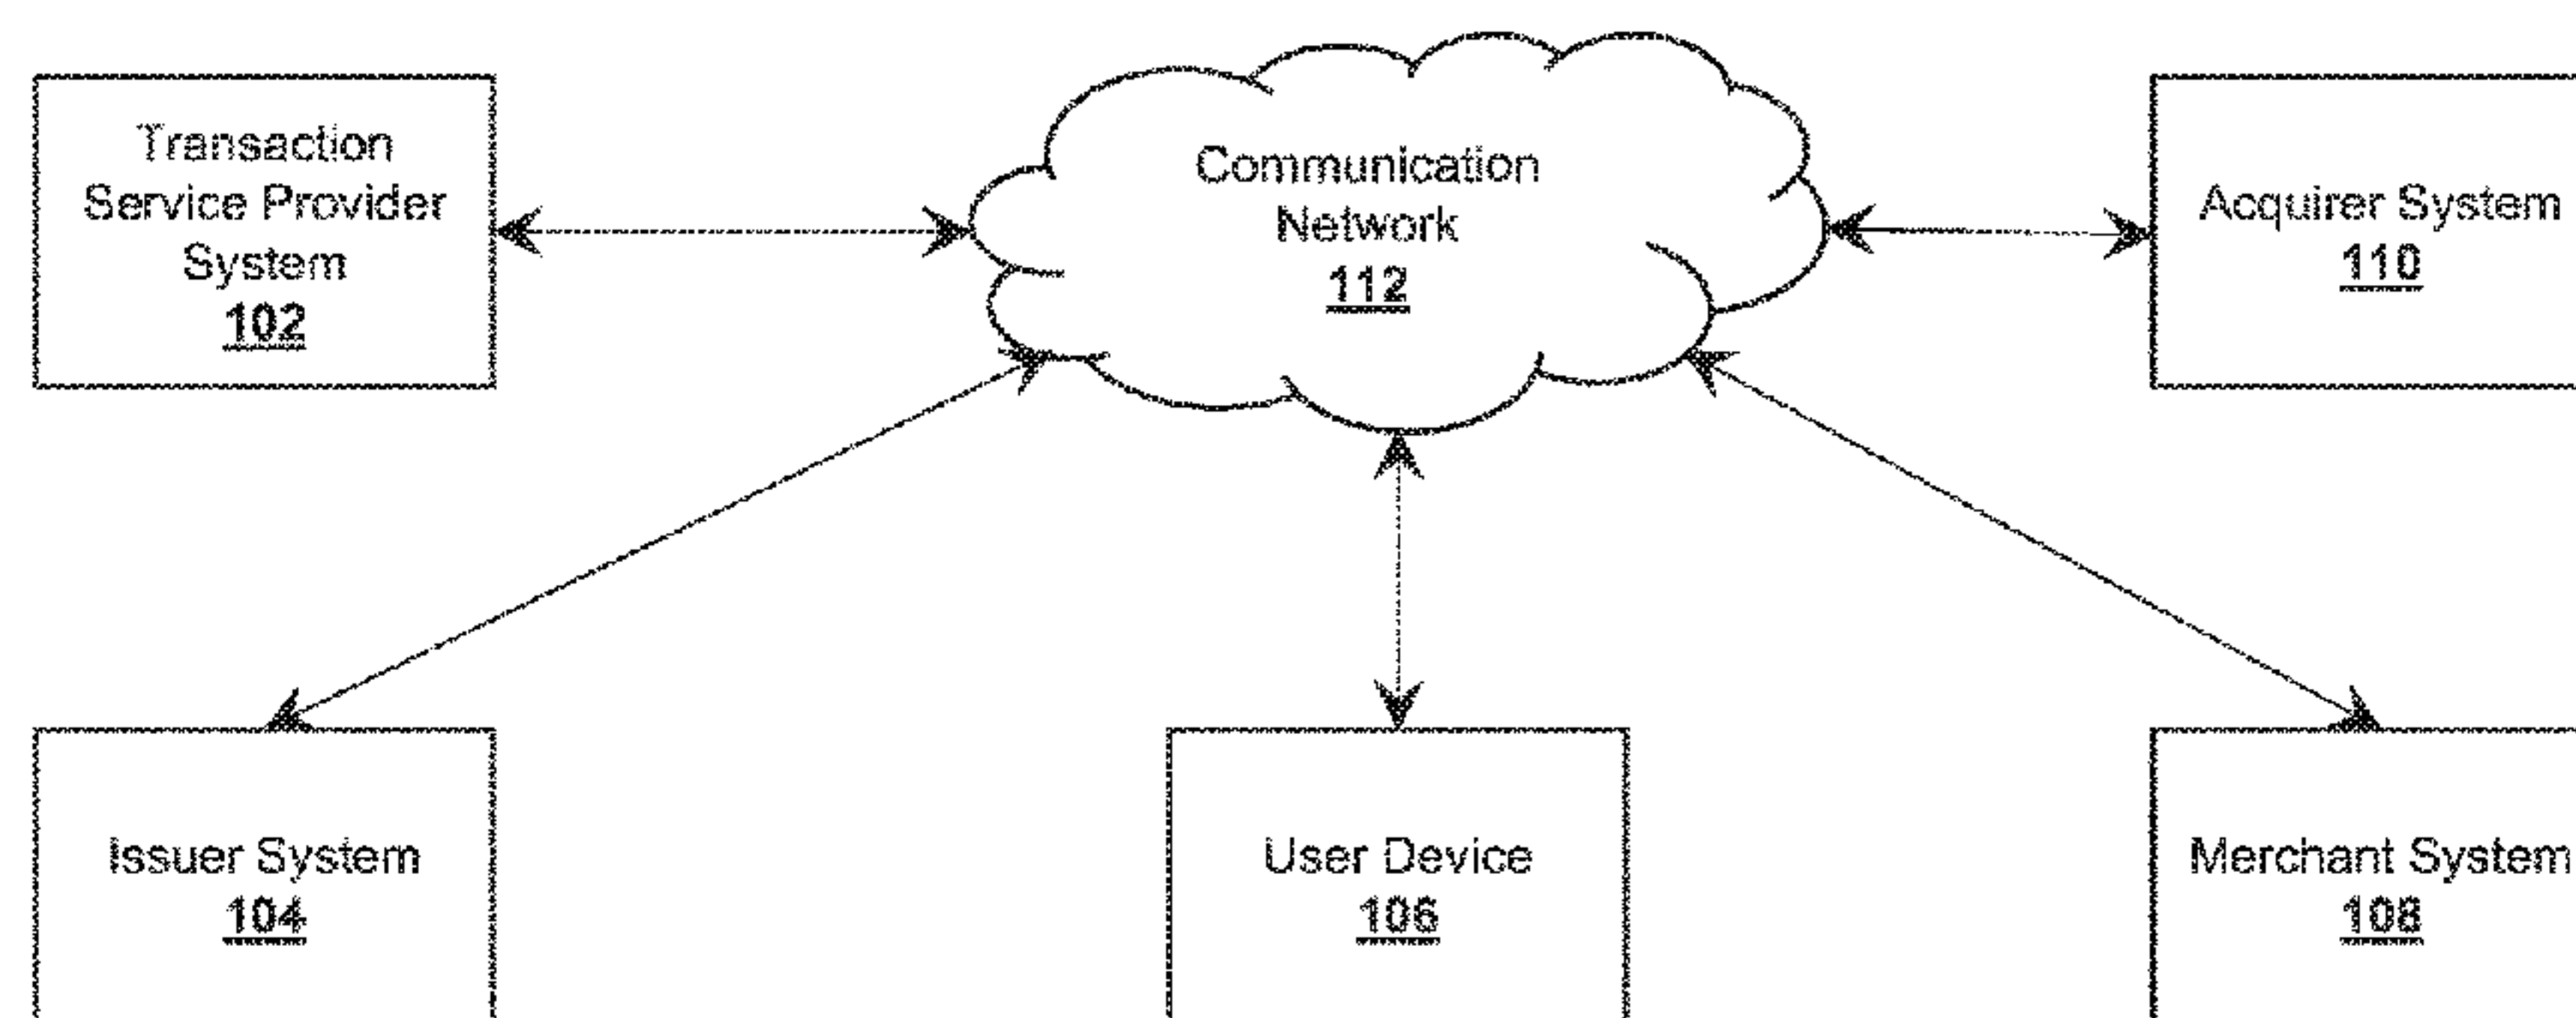 Transaction
Service Provider
System
102
Communication
Network
112
Acquirer System
110
Issuer System
104
User Device
106
Merchant System
108